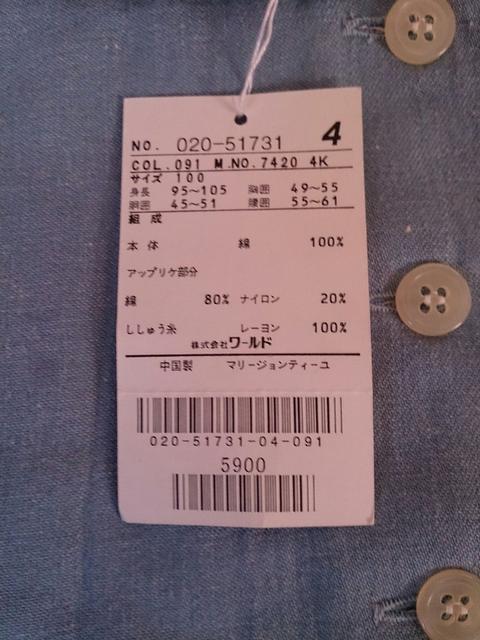 NO. 020-51731 4
COL.091 M.NO.7420 4K
サイズ 100
身長 95〜105 胸囲 49〜55
胴囲 45〜51 腰囲 55〜61
組成
本体 綿 100%
アップリケ部分
綿 80% ナイロン 20%
ししゅう糸 レーヨン 100%
株式会社ワールド
中国製 マリージョンティーユ
020-51731-04-091
5900